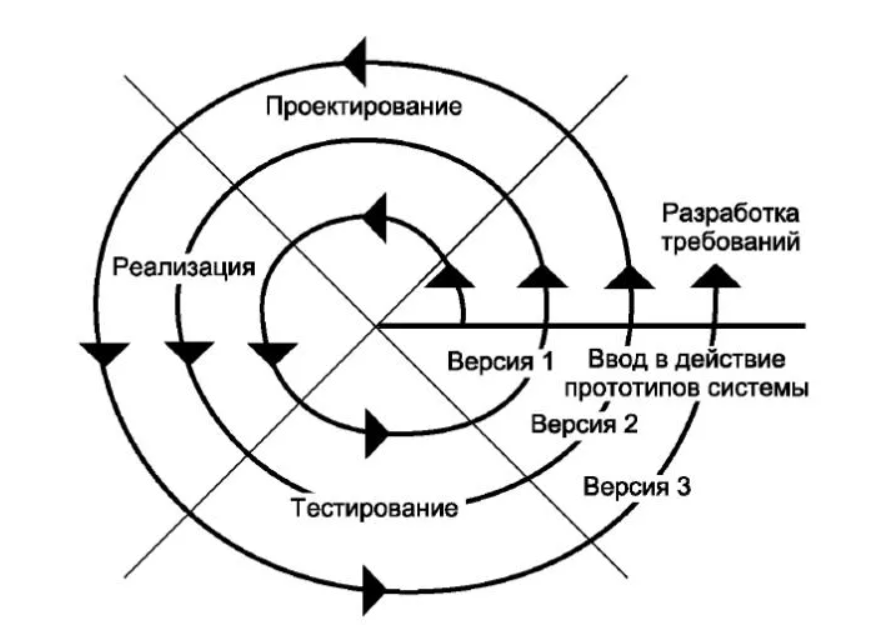 Проектирование
Разработка
требований
Реализация
Версия 1
Ввод в действие
прототипов системы
Версия 2
Версия 3
Тестирование